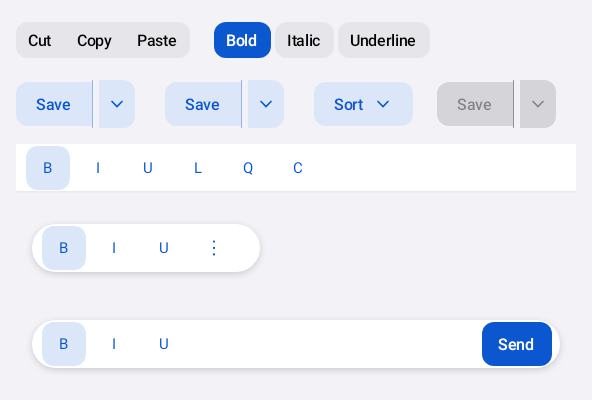 Cut Copy Paste Bold Italic Underline
Save Save Sort Save
B I U L Q C
B I U
B I U Send